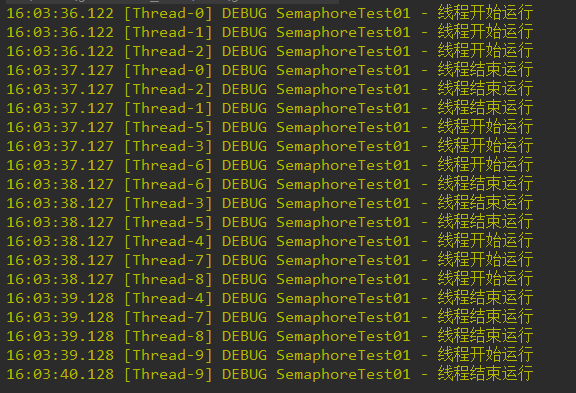 16:03:36.122 [Thread-0] DEBUG SemaphoreTest01 - 线程开始运行
16:03:36.122 [Thread-1] DEBUG SemaphoreTest01 - 线程开始运行
16:03:36.122 [Thread-2] DEBUG SemaphoreTest01 - 线程开始运行
16:03:37.127 [Thread-0] DEBUG SemaphoreTest01 - 线程结束运行
16:03:37.127 [Thread-2] DEBUG SemaphoreTest01 - 线程结束运行
16:03:37.127 [Thread-1] DEBUG SemaphoreTest01 - 线程结束运行
16:03:37.127 [Thread-5] DEBUG SemaphoreTest01 - 线程开始运行
16:03:37.127 [Thread-3] DEBUG SemaphoreTest01 - 线程开始运行
16:03:37.127 [Thread-6] DEBUG SemaphoreTest01 - 线程开始运行
16:03:38.127 [Thread-6] DEBUG SemaphoreTest01 - 线程结束运行
16:03:38.127 [Thread-3] DEBUG SemaphoreTest01 - 线程结束运行
16:03:38.127 [Thread-5] DEBUG SemaphoreTest01 - 线程结束运行
16:03:38.127 [Thread-4] DEBUG SemaphoreTest01 - 线程开始运行
16:03:38.127 [Thread-7] DEBUG SemaphoreTest01 - 线程开始运行
16:03:38.127 [Thread-8] DEBUG SemaphoreTest01 - 线程开始运行
16:03:39.128 [Thread-4] DEBUG SemaphoreTest01 - 线程结束运行
16:03:39.128 [Thread-7] DEBUG SemaphoreTest01 - 线程结束运行
16:03:39.128 [Thread-8] DEBUG SemaphoreTest01 - 线程结束运行
16:03:39.128 [Thread-9] DEBUG SemaphoreTest01 - 线程开始运行
16:03:40.128 [Thread-9] DEBUG SemaphoreTest01 - 线程结束运行